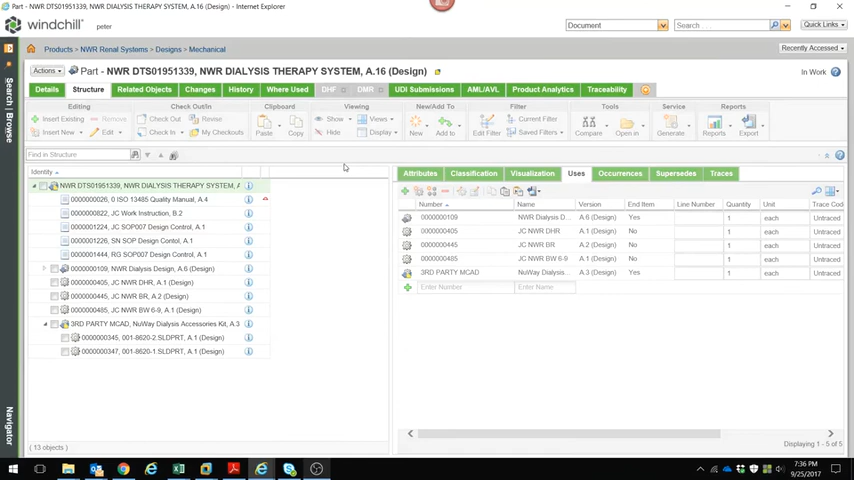 Part - NWR DTS01951339, NWR DIALYSIS THERAPY SYSTEM, A.16 (Design) - Internet Explorer
windchill peter Document Search ... Quick Links
Products > NWR Renal Systems > Designs > Mechanical Recently Accessed
Actions Part - NWR DTS01951339, NWR DIALYSIS THERAPY SYSTEM, A.16 (Design) In Work
Details Structure Related Objects Changes History Where Used DHF DMR UDI Submissions AML/AVL Product Analytics Traceability
Editing Check Out/In Clipboard Viewing New/Add To Filter Tools Service Reports
Insert Existing Remove Check Out Revise Show Views Current Filter
Insert New Edit Check In My Checkouts Paste Copy Hide Display New Add to Edit Filter Saved Filters Compare Open in Generate Reports Export
Find in Structure
Identity
NWR DTS01951339, NWR DIALYSIS THERAPY SYSTEM, A
0000000026, 0 ISO 13485 Quality Manual, A.4
0000000822, JC Work Instruction, B.2
0000001224, JC SOP007 Design Control, A.1
0000001226, SN SOP Design Contol, A.1
0000001444, RG SOP007 Design Control, A.1
0000000109, NWR Dialysis Design, A.6 (Design)
0000000405, JC NWR DHR, A.1 (Design)
0000000445, JC NWR BR, A.2 (Design)
0000000485, JC NWR BW 6-9, A.1 (Design)
3RD PARTY MCAD, NuWay Dialysis Accessories Kit, A.3
0000000345, 001-8620-2.SLDPRT, A.1 (Design)
0000000347, 001-8620-1.SLDPRT, A.1 (Design)
( 13 objects)
Attributes Classification Visualization Uses Occurrences Supersedes Traces
Number Name Version End Item Line Number Quantity Unit Trace Code
0000000109 NWR Dialysis D... A.6 (Design) Yes 1 each Untraced
0000000405 JC NWR DHR A.1 (Design) No 1 each Untraced
0000000445 JC NWR BR A.2 (Design) No 1 each Untraced
0000000485 JC NWR BW 6-9 A.1 (Design) No 1 each Untraced
3RD PARTY MCAD NuWay Dialysis... A.3 (Design) Yes 1 each Untraced
Enter Number Enter Name
Displaying 1 - 5 of 5
Search | Browse
Navigator
7:36 PM
9/25/2017